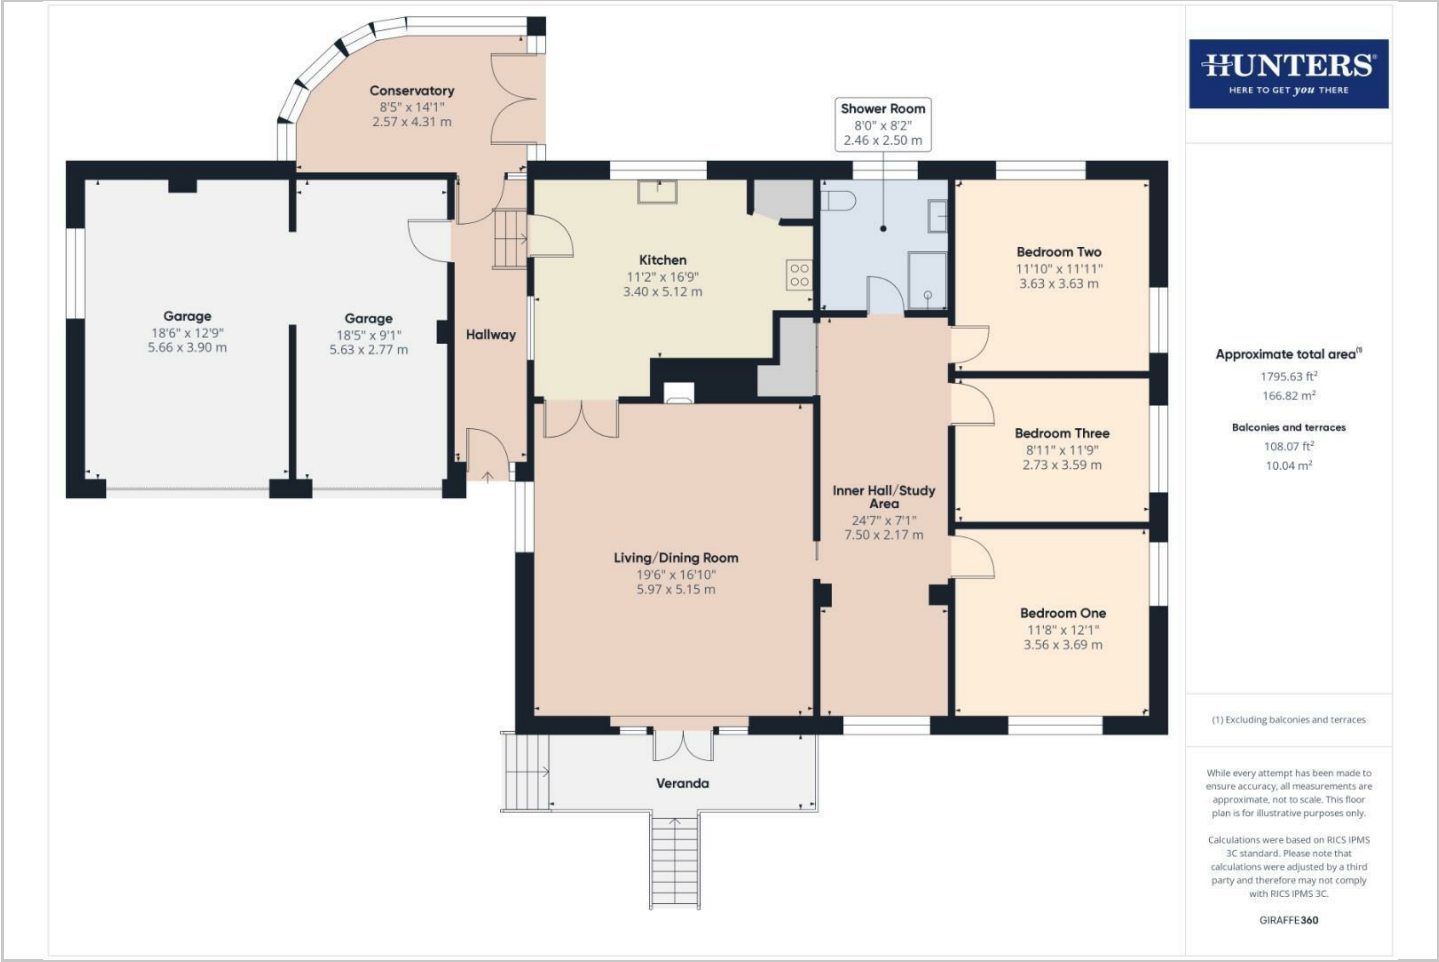 Conservatory
8'5" x 14'1"
2.57 x 4.31 m
Shower Room
8'0" x 8'2"
2.46 x 2.50 m
Garage
18'6" x 12'9"
5.66 x 3.90 m
Garage
18'5" x 9'1"
5.63 x 2.77 m
Hallway
Kitchen
11'2" x 16'9"
3.40 x 5.12 m
Bedroom Two
11'10" x 11'11"
3.63 x 3.63 m
Bedroom Three
8'11" x 11'9"
2.73 x 3.59 m
Inner Hall/Study
Area
24'7" x 7'1"
7.50 x 2.17 m
Living/Dining Room
19'6" x 16'10"
5.97 x 5.15 m
Bedroom One
11'8" x 12'1"
3.56 x 3.69 m
Veranda
HUNTERS®
HERE TO GET you THERE
Approximate total area(1)
1795.63 ft²
166.82 m²
Balconies and terraces
108.07 ft²
10.04 m²
(1) Excluding balconies and terraces
While every attempt has been made to
ensure accuracy, all measurements are
approximate, not to scale. This floor
plan is for illustrative purposes only.
Calculations were based on RICS IPMS
3C standard. Please note that
calculations were adjusted by a third
party and therefore may not comply
with RICS IPMS 3C.
GIRAFFE360